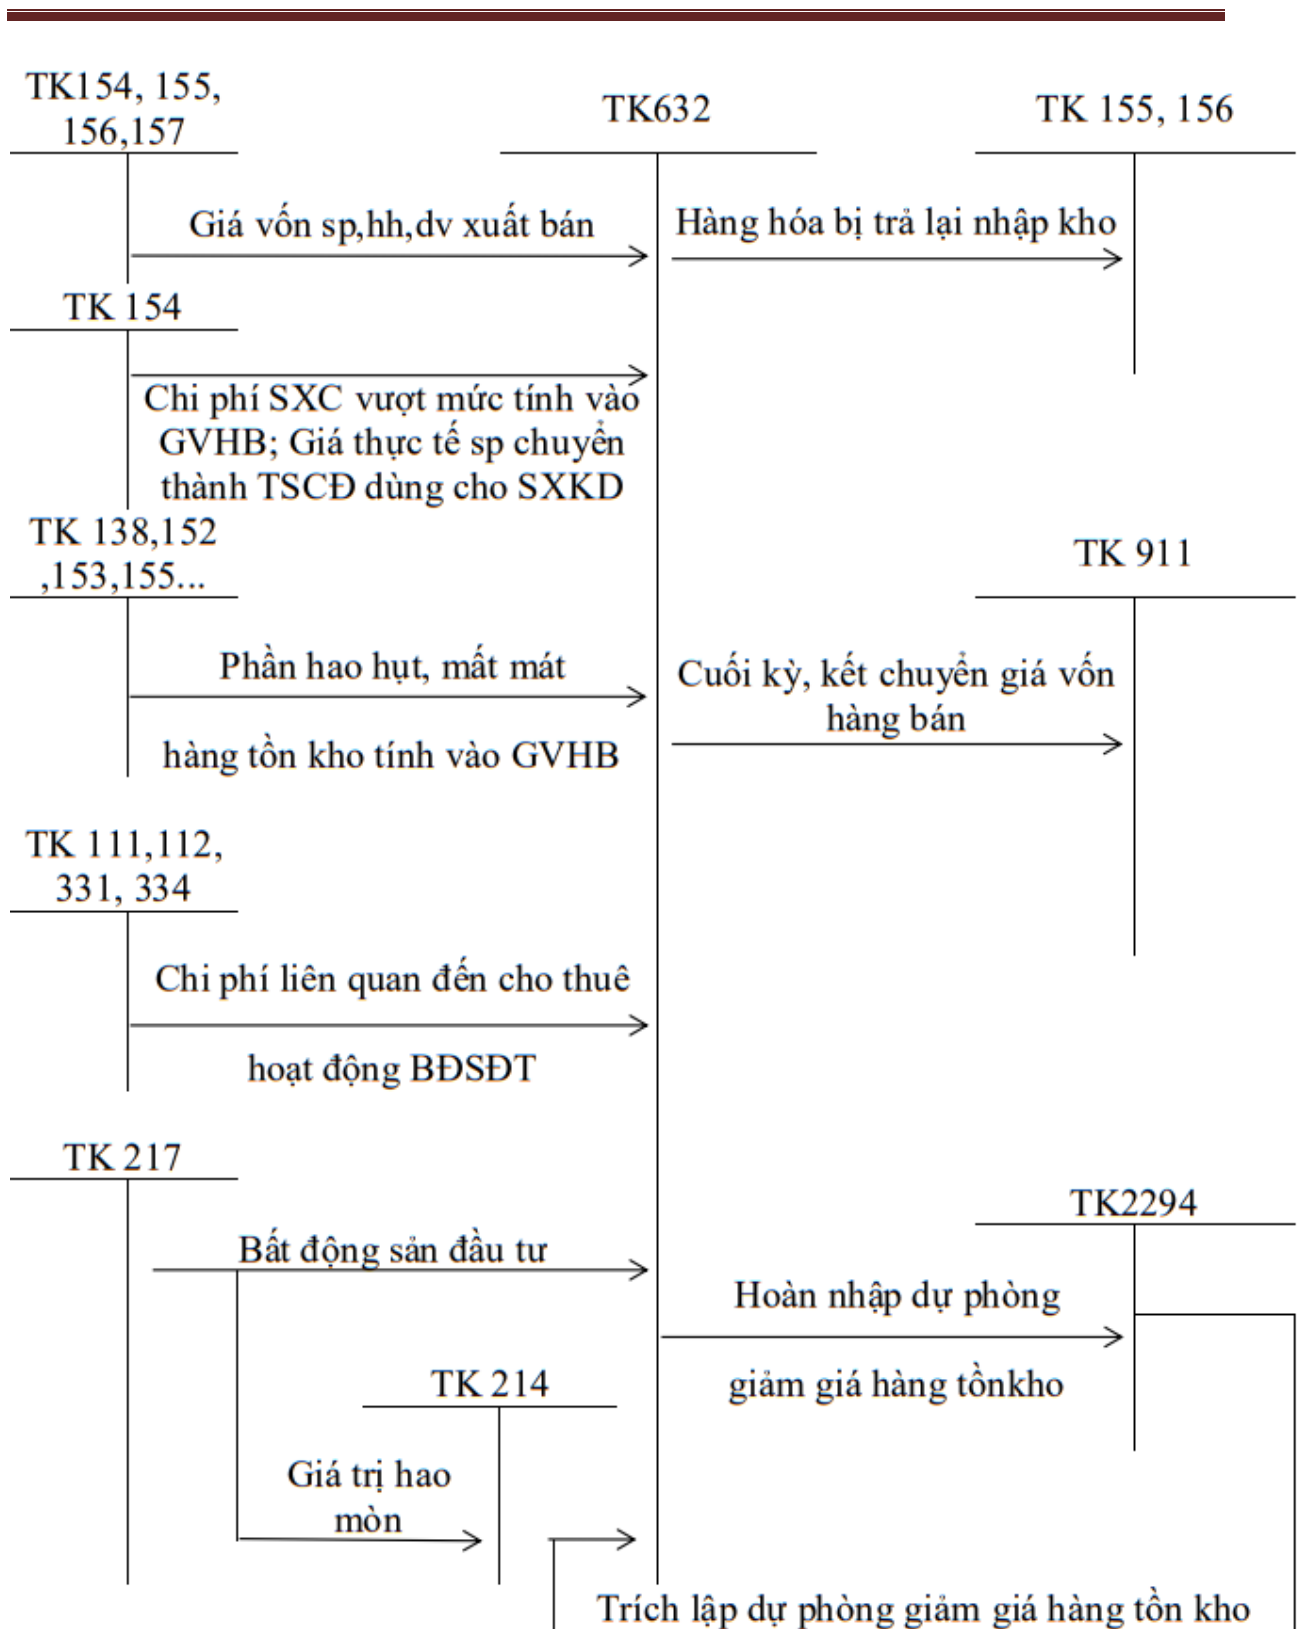 TK154, 155,
156,157
TK632
TK 155, 156
Giá vốn sp,hh,dv xuất bán
Hàng hóa bị trả lại nhập kho
TK 154
Chi phí SXC vượt mức tính vào
GVHB; Giá thực tế sp chuyển
thành TSCĐ dùng cho SXKD
TK 138,152
,153,155...
TK 911
Phần hao hụt, mất mát
hàng tồn kho tính vào GVHB
Cuối kỳ, kết chuyển giá vốn
hàng bán
TK 111,112,
331, 334
Chi phí liên quan đến cho thuê
hoạt động BĐSĐT
TK 217
TK2294
Bất động sản đầu tư
Hoàn nhập dự phòng
giảm giá hàng tồnkho
TK 214
Giá trị hao
mòn
Trích lập dự phòng giảm giá hàng tồn kho